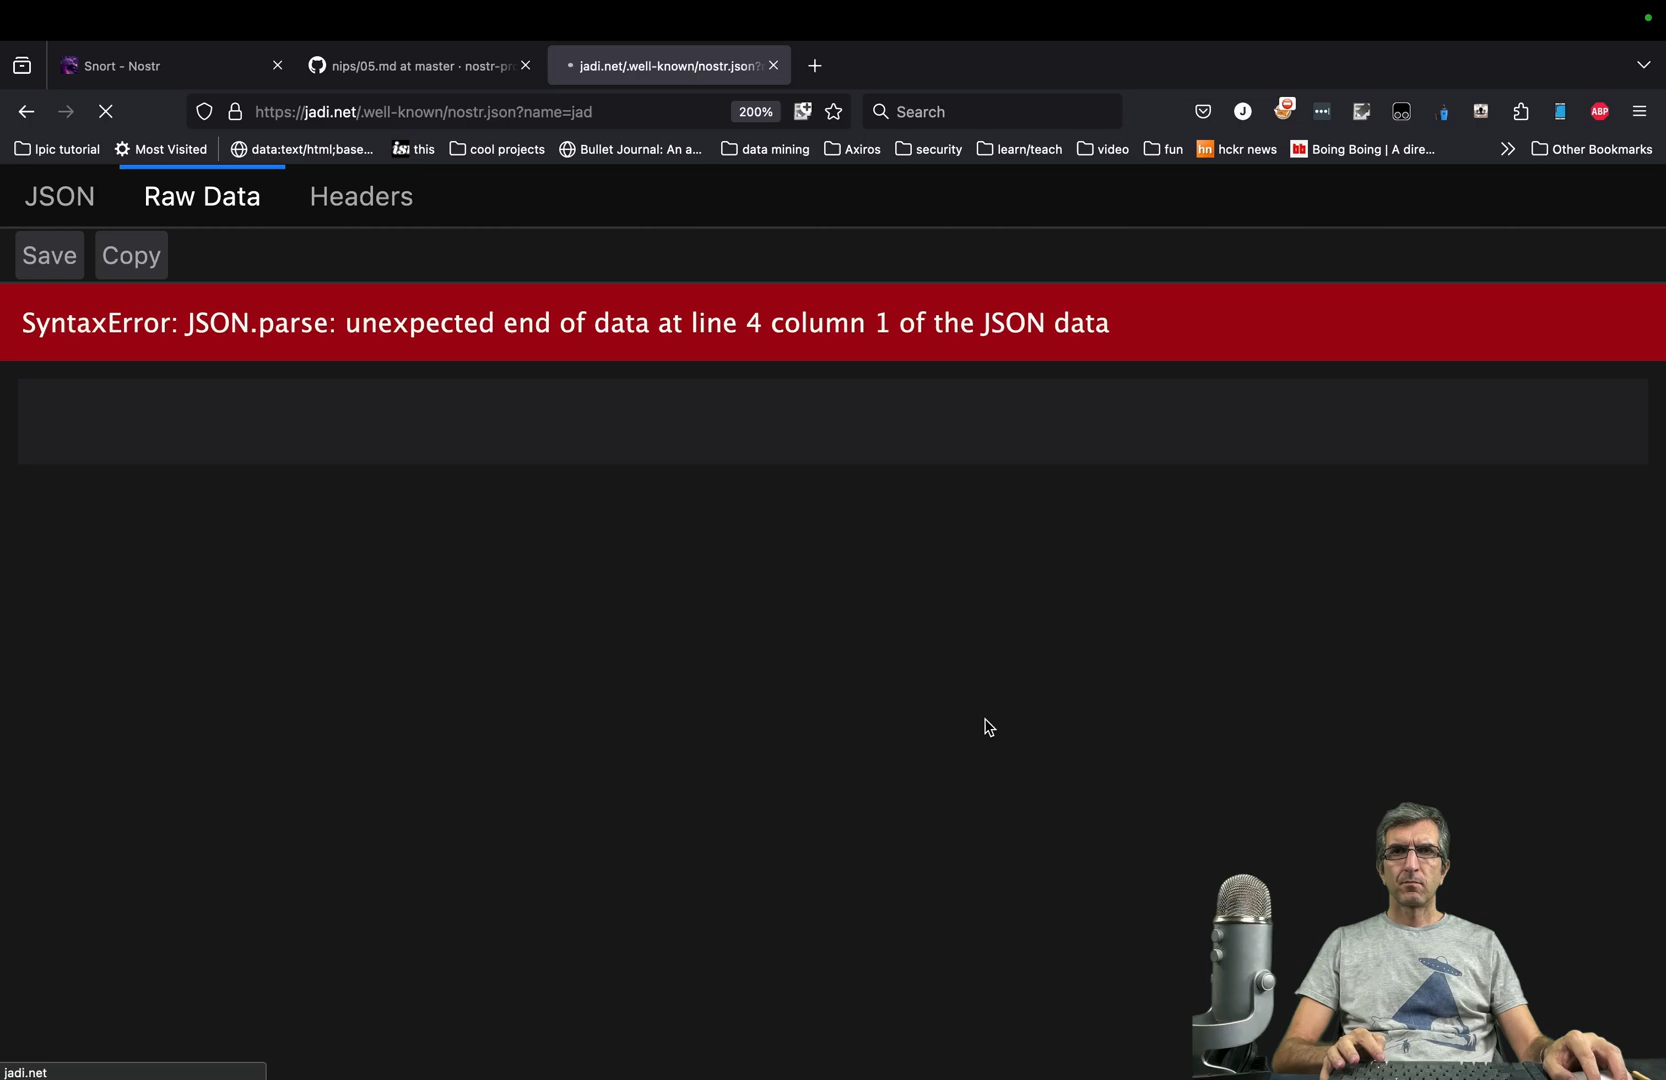 Snort - Nostr
nips/05.md at master · nostr-pr
jadi.net/.well-known/nostr.json?
https://jadi.net/.well-known/nostr.json?name=jad
200%
Search
J
ABP
Ipic tutorial
Most Visited
data:text/html;base...
this
cool projects
Bullet Journal: An a...
data mining
Axiros
security
learn/teach
video
fun
hn
hckr news
bb
Boing Boing | A dire...
Other Bookmarks
JSON
Raw Data
Headers
Save
Copy
SyntaxError: JSON.parse: unexpected end of data at line 4 column 1 of the JSON data
jadi.net